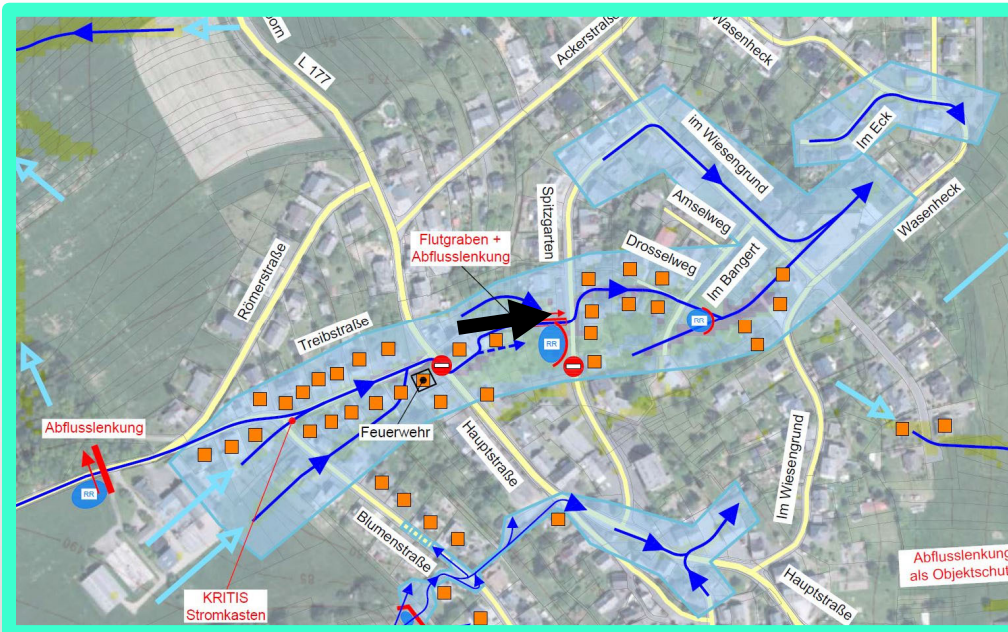 Dorn
L 177
Ackerstraße
Wasenheck
im Wiesengrund
Im Eck
Spitzgarten
Amselweg
Wasenheck
Flutgraben +
Abflusslenkung
Drosselweg
Im Bangert
Römerstraße
Treibstraße
RR
RR
Abflusslenkung
Feuerwehr
Hauptstraße
RR
Im Wiesengrund
Blumenstraße
KRITIS
Stromkasten
Hauptstraße
Abflusslenkung
als Objektschut